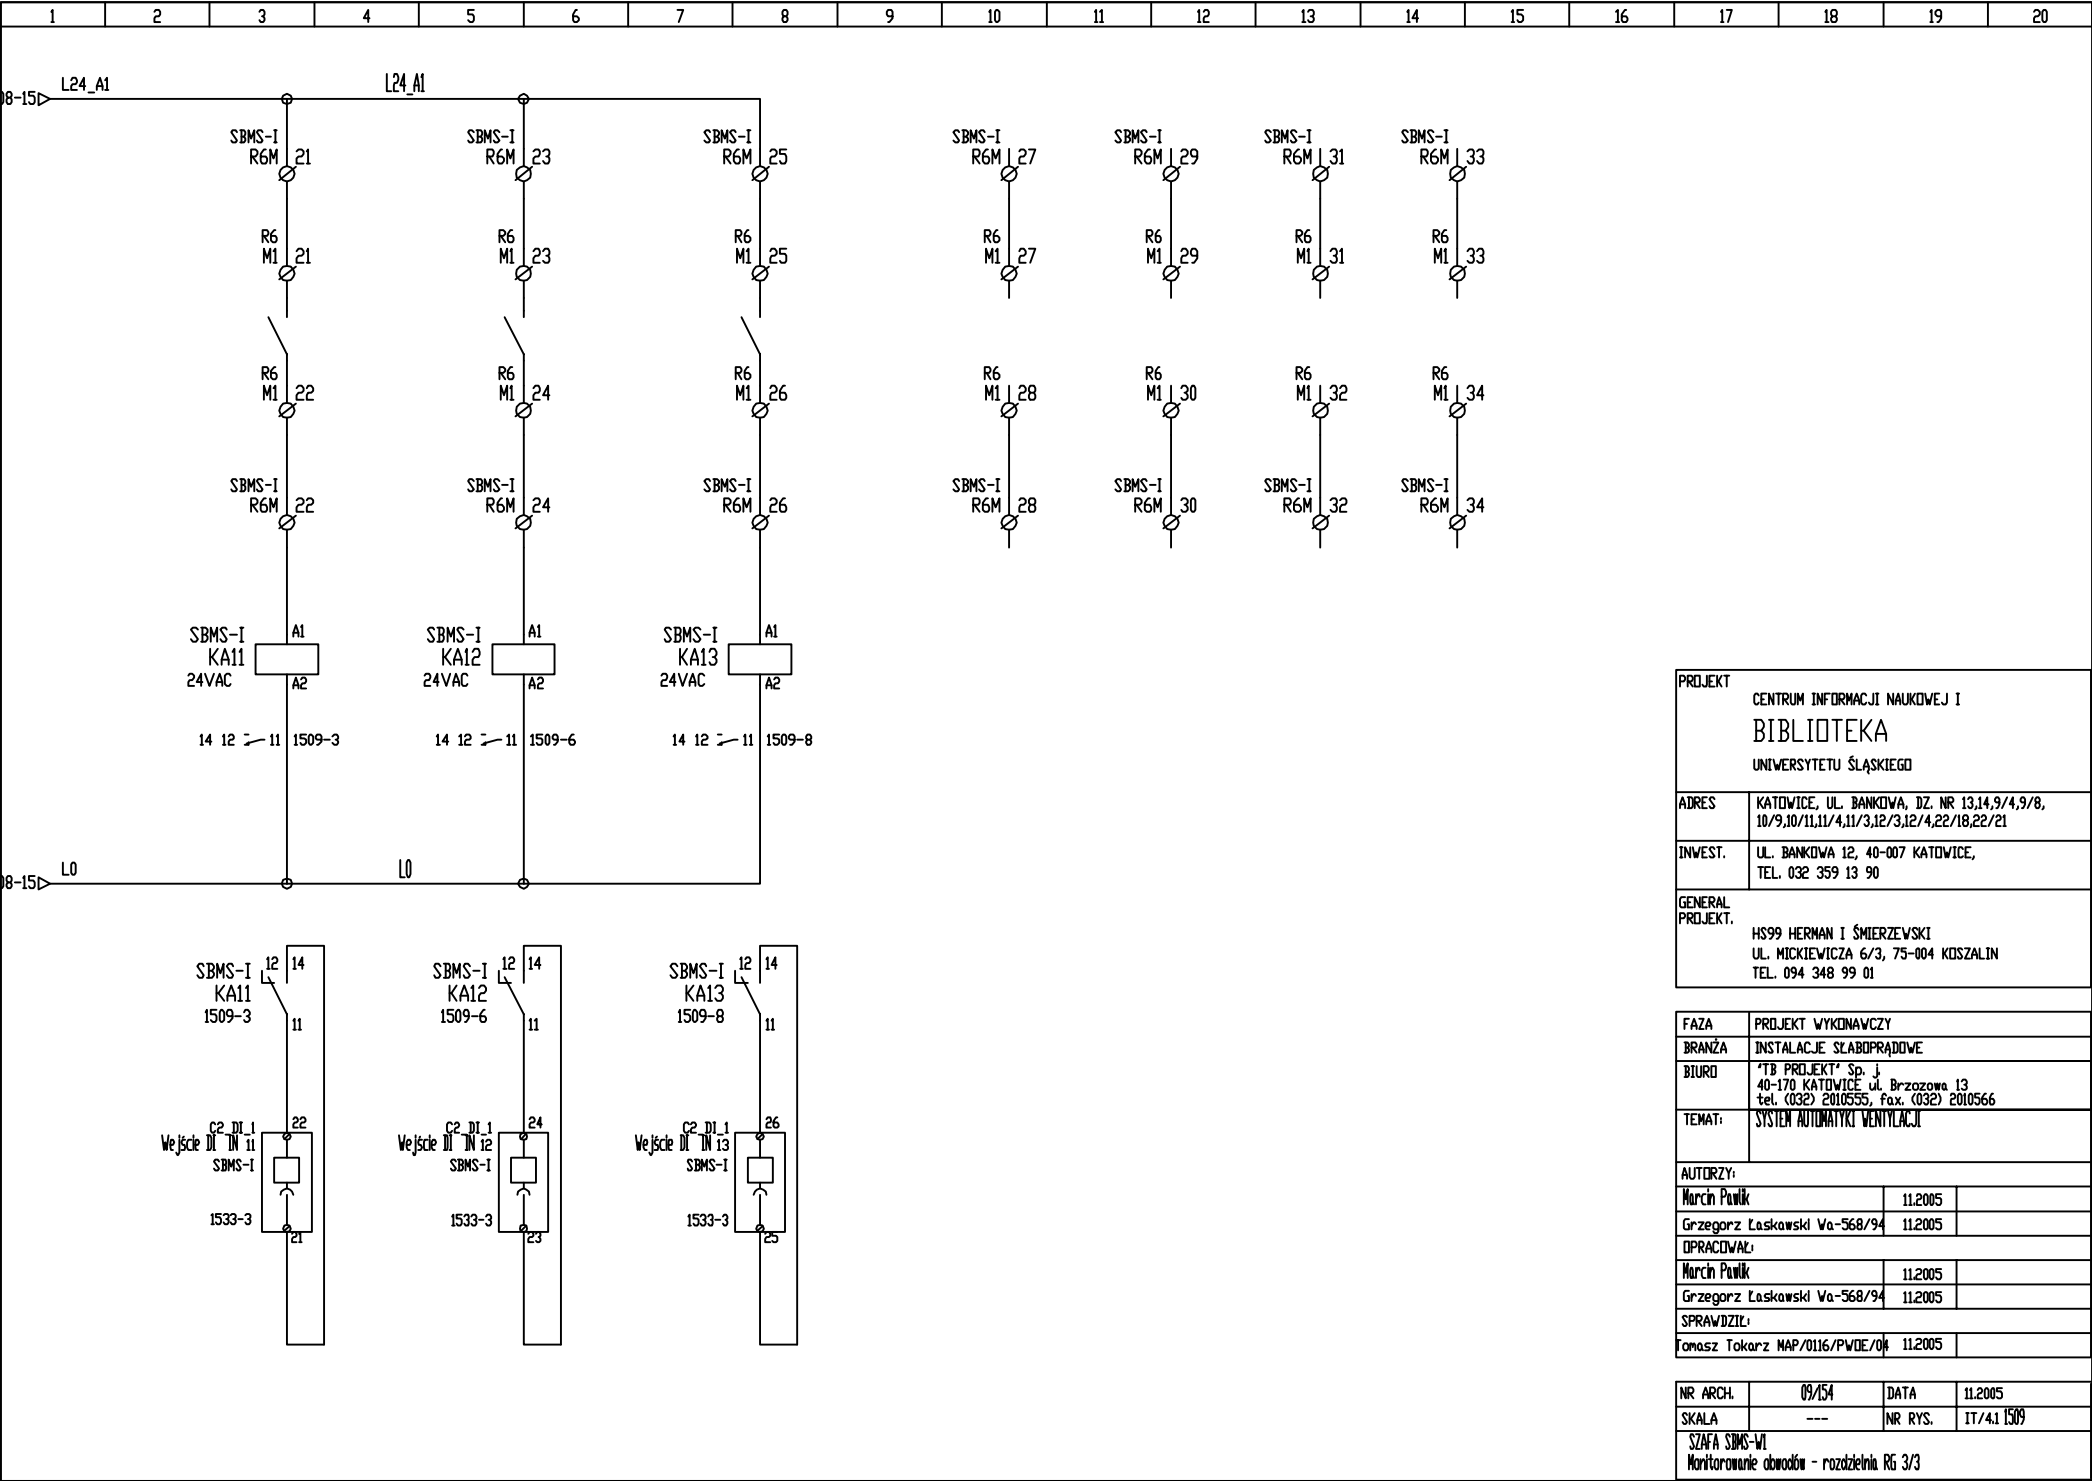 1 2 3 4 5 6 7 8 9 10 11 12 13 14 15 16 17 18 19 20
L24_A1 L24_A1
08-15
SBMS-I SBMS-I SBMS-I SBMS-I SBMS-I SBMS-I SBMS-I
R6M 21 R6M 23 R6M 25 R6M 27 R6M 29 R6M 31 R6M 33
R6 R6 R6 R6 R6 R6 R6
M1 21 M1 23 M1 25 M1 27 M1 29 M1 31 M1 33
R6 R6 R6 R6 R6 R6 R6
M1 22 M1 24 M1 26 M1 28 M1 30 M1 32 M1 34
SBMS-I SBMS-I SBMS-I SBMS-I SBMS-I SBMS-I SBMS-I
R6M 22 R6M 24 R6M 26 R6M 28 R6M 30 R6M 32 R6M 34
SBMS-I A1 SBMS-I A1 SBMS-I A1
KA11 KA12 KA13
24VAC A2 24VAC A2 24VAC A2
14 12 11 1509-3 14 12 11 1509-6 14 12 11 1509-8
L0 L0
08-15
SBMS-I 12 14 SBMS-I 12 14 SBMS-I 12 14
KA11 KA12 KA13
1509-3 11 1509-6 11 1509-8 11
C2_DI_1 22 C2_DI_1 24 C2_DI_1 26
Wejście DI IN 11 Wejście DI IN 12 Wejście DI IN 13
SBMS-I SBMS-I SBMS-I
1533-3 1533-3 1533-3
21 23 25
PROJEKT
CENTRUM INFORMACJI NAUKOWEJ I
BIBLIOTEKA
UNIWERSYTETU ŚLĄSKIEGO
ADRES KATOWICE, UL. BANKOWA, DZ. NR 13,14,9/4,9/8,
10/9,10/11,11/4,11/3,12/3,12/4,22/18,22/21
INWEST. UL. BANKOWA 12, 40-007 KATOWICE,
TEL. 032 359 13 90
GENERAL
PROJEKT.
HS99 HERMAN I ŚMIERZEWSKI
UL. MICKIEWICZA 6/3, 75-004 KOSZALIN
TEL. 094 348 99 01
FAZA PROJEKT WYKONAWCZY
BRANŻA INSTALACJE SŁABOPRĄDOWE
BIURO "TB PROJEKT" Sp. j.
40-170 KATOWICE ul. Brzozowa 13
tel. (032) 2010555, fax. (032) 2010566
TEMAT: SYSTEM AUTOMATYKI WENTYLACJI
AUTORZY:
Marcin Pawlik 11.2005
Grzegorz Łaskawski Wa-568/94 11.2005
OPRACOWAŁ:
Marcin Pawlik 11.2005
Grzegorz Łaskawski Wa-568/94 11.2005
SPRAWDZIŁ:
Tomasz Tokarz MAP/0116/PWOE/04 11.2005
NR ARCH. 09/154 DATA 11.2005
SKALA --- NR RYS. IT/4.1 1509
SZAFA SBMS-W1
Monitorowanie obwodów - rozdzielnia RG 3/3